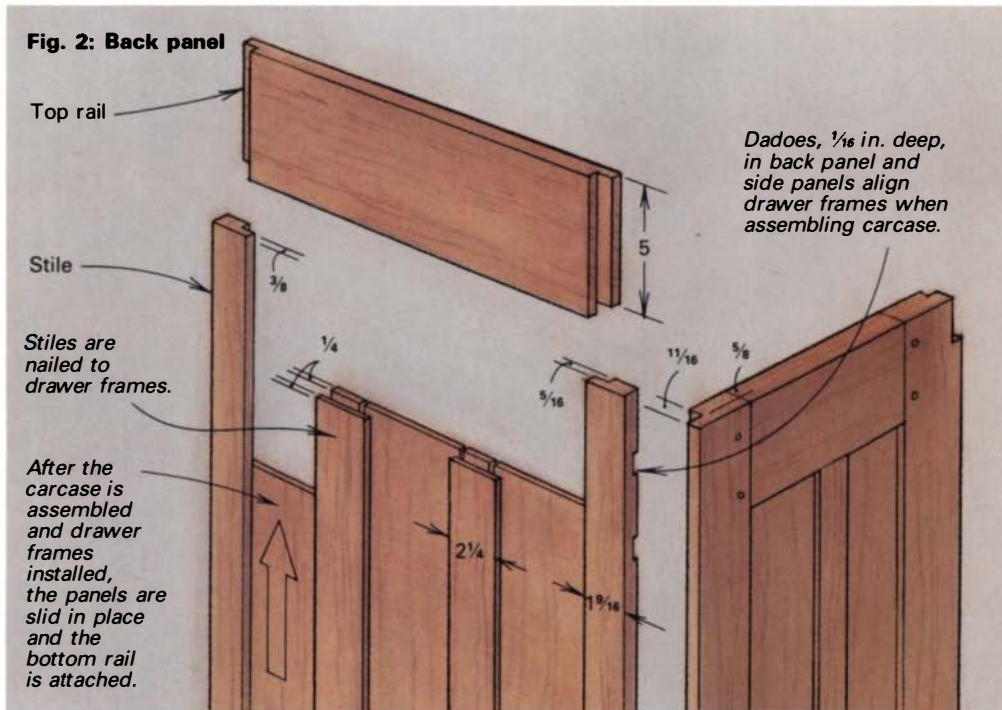 Fig. 2: Back panel
Top rail
Dadoes, 1/16 in. deep,
in back panel and
side panels align
drawer frames when
assembling carcase.
5
Stile
3/8
Stiles are
nailed to
drawer frames.
1/4
5/16
11/16
5/8
After the
carcase is
assembled
and drawer
frames
installed,
the panels are
slid in place
and the
bottom rail
is attached.
2 1/4
1 9/16